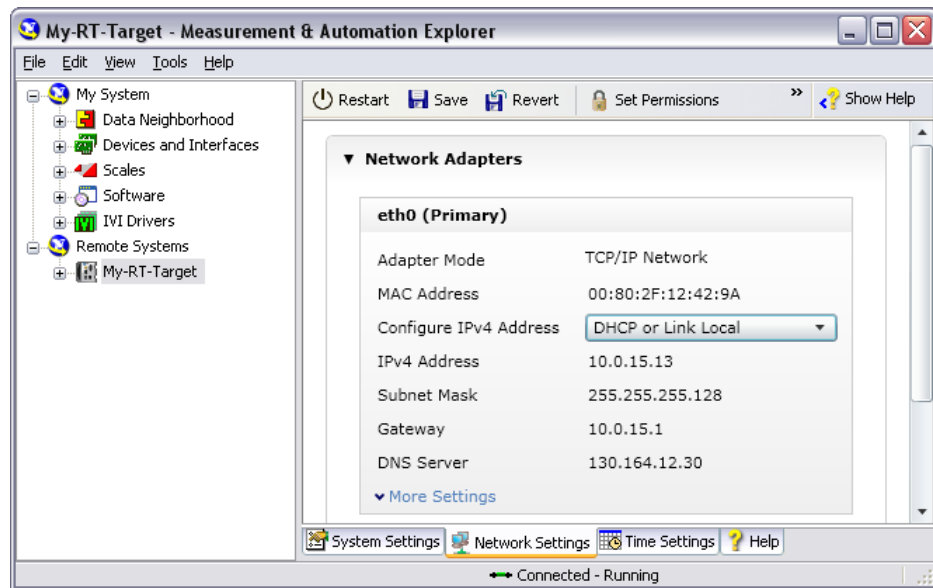 My-RT-Target - Measurement & Automation Explorer
File Edit View Tools Help
My System
Data Neighborhood
Devices and Interfaces
Scales
Software
IVI Drivers
Remote Systems
My-RT-Target
Restart Save Revert Set Permissions » Show Help
Network Adapters
eth0 (Primary)
Adapter Mode TCP/IP Network
MAC Address 00:80:2F:12:42:9A
Configure IPv4 Address DHCP or Link Local
IPv4 Address 10.0.15.13
Subnet Mask 255.255.255.128
Gateway 10.0.15.1
DNS Server 130.164.12.30
More Settings
System Settings Network Settings Time Settings Help
Connected - Running